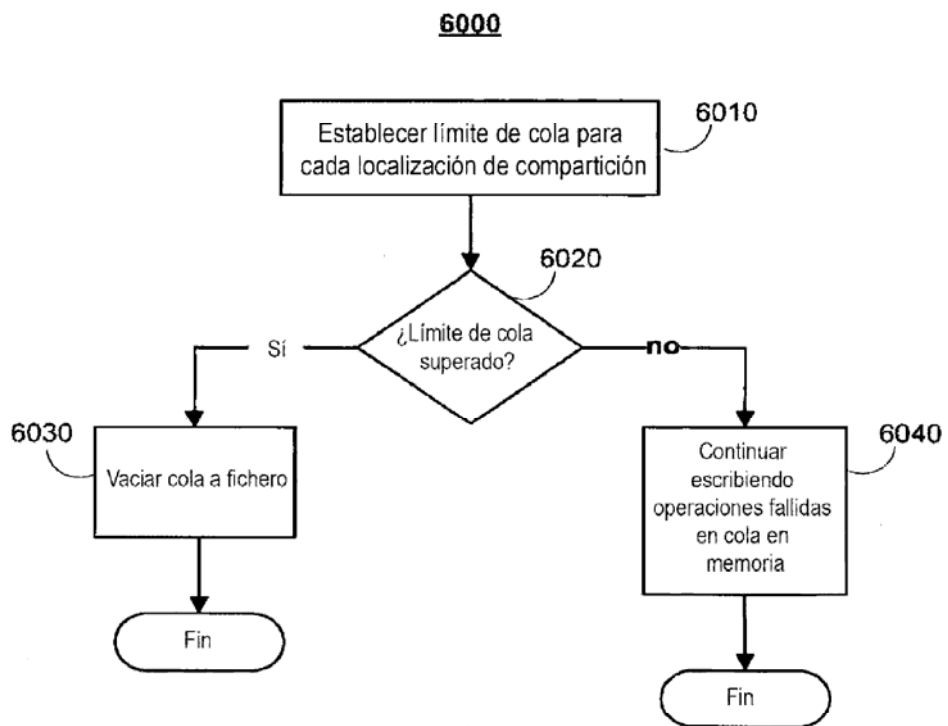 6000
Establecer límite de cola para
cada localización de compartición
6010
6020
¿Límite de cola
superado?
Sí
no
6030
Vaciar cola a fichero
6040
Continuar
escribiendo
operaciones fallidas
en cola en
memoria
Fin
Fin